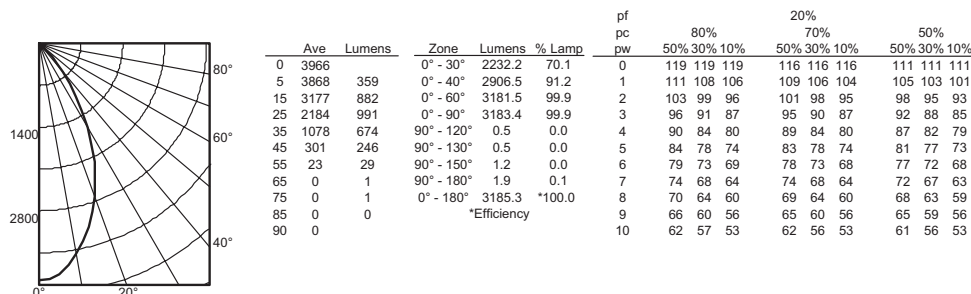 80°
60°
40°
1400
2800
0° 20°
Ave Lumens
0 3966
5 3868 359
15 3177 882
25 2184 991
35 1078 674
45 301 246
55 23 29
65 0 1
75 0 1
85 0 0
90 0
Zone Lumens % Lamp
0° - 30° 2232.2 70.1
0° - 40° 2906.5 91.2
0° - 60° 3181.5 99.9
0° - 90° 3183.4 99.9
90° - 120° 0.5 0.0
90° - 130° 0.5 0.0
90° - 150° 1.2 0.0
90° - 180° 1.9 0.1
0° - 180° 3185.3 *100.0
*Efficiency
pf 20%
pc 80% 70% 50%
pw 50% 30% 10% 50% 30% 10% 50% 30% 10%
0 119 119 119 116 116 116 111 111 111
1 111 108 106 109 106 104 105 103 101
2 103 99 96 101 98 95 98 95 93
3 96 91 87 95 90 87 92 88 85
4 90 84 80 89 84 80 87 82 79
5 84 78 74 83 78 74 81 77 73
6 79 73 69 78 73 68 77 72 68
7 74 68 64 74 68 64 72 67 63
8 70 64 60 69 64 60 68 63 59
9 66 60 56 65 60 56 65 59 56
10 62 57 53 62 56 53 61 56 53